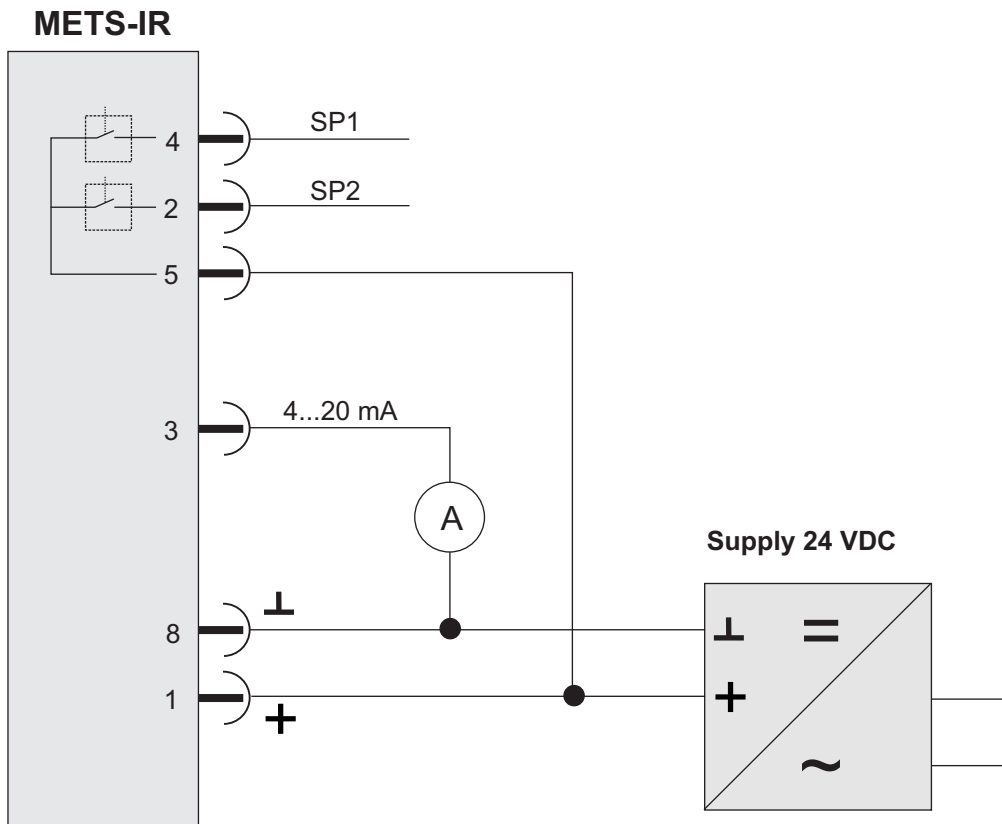 METS-IR
4
SP1
2
SP2
5
3
4...20 mA
A
Supply 24 VDC
8
⊥
⊥
=
1
+
+
~